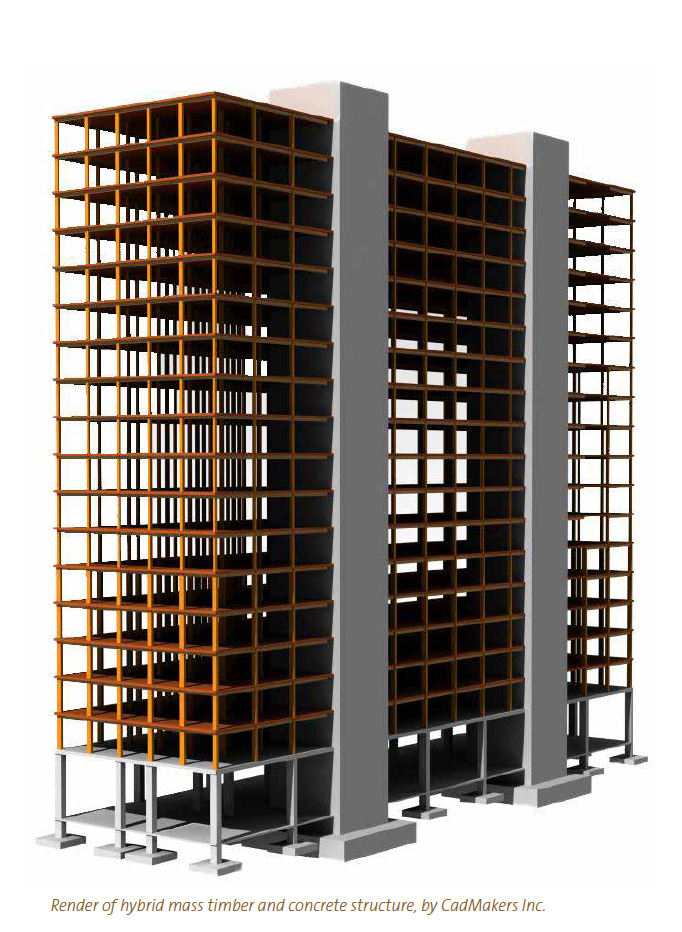 Render of hybrid mass timber and concrete structure, by CadMakers Inc.